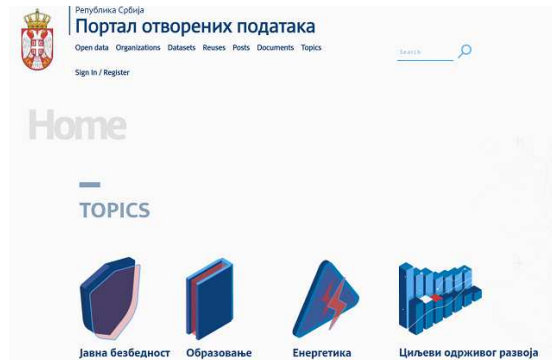 Република Србија
Портал отворених података
Open data Organizations Datasets Reuses Posts Documents Topics
Search
Sign In / Register
Home
TOPICS
Јавна безбедност Образовање Енергетика Циљеви одрживог развоја